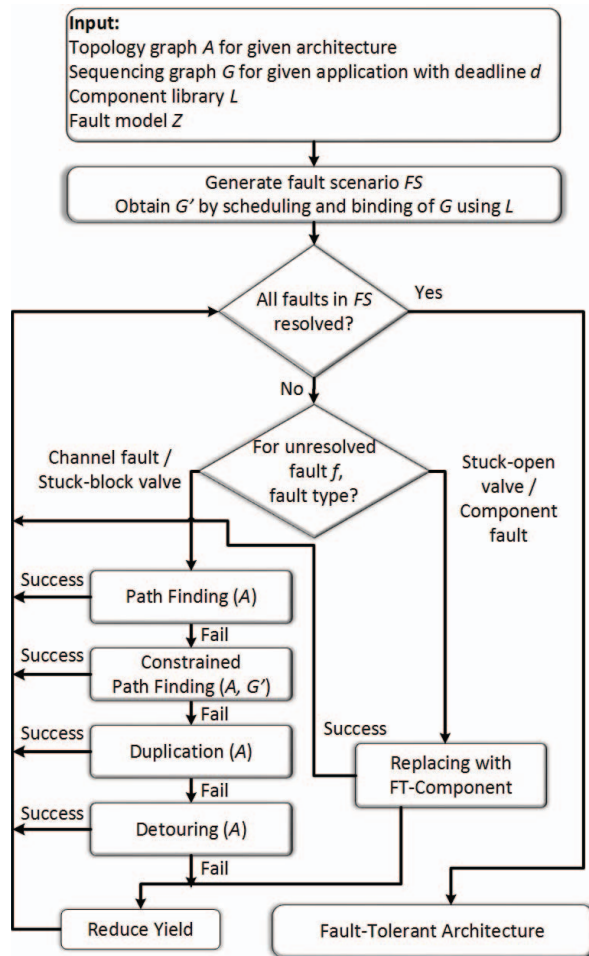 Input:
Topology graph A for given architecture
Sequencing graph G for given application with deadline d
Component library L
Fault model Z
Generate fault scenario FS
Obtain G' by scheduling and binding of G using L
All faults in FS
resolved?
Yes
No
For unresolved
fault f,
fault type?
Channel fault /
Stuck-block valve
Stuck-open
valve /
Component
fault
Success
Path Finding (A)
Fail
Success
Constrained
Path Finding (A, G')
Fail
Success
Duplication (A)
Fail
Success
Detouring (A)
Fail
Success
Replacing with
FT-Component
Reduce Yield
Fault-Tolerant Architecture